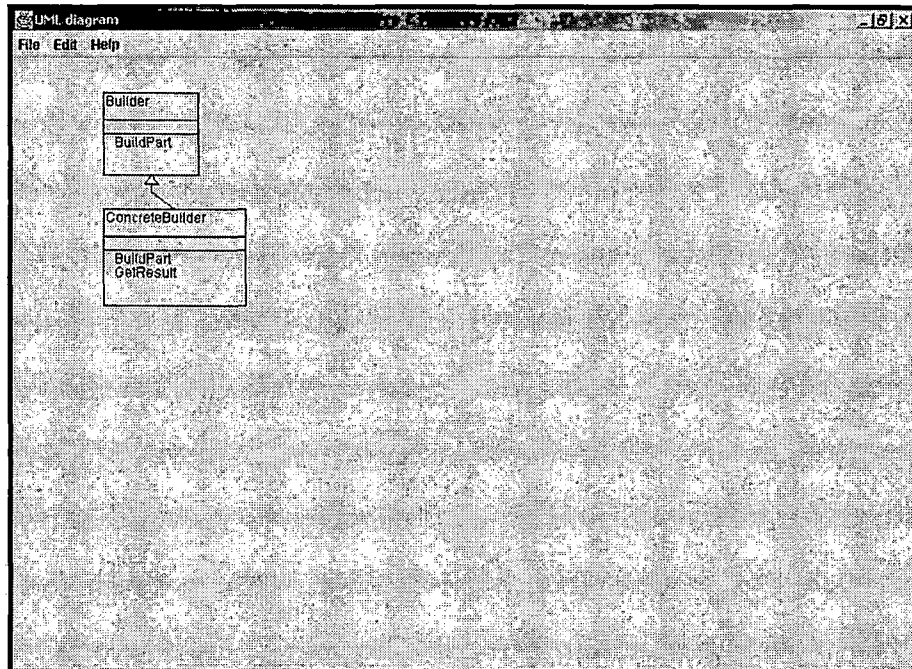 UML diagram
File Edit Help
Builder
BuildPart
ConcreteBuilder
BuildPart
GetResult